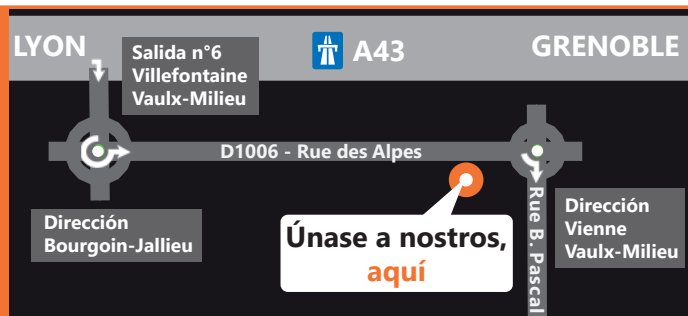 LYON
Salida n°6
Villefontaine
Vaulx-Milieu
A43
GRENOBLE
D1006 - Rue des Alpes
Dirección
Bourgoin-Jallieu
Únase a nostros,
aquí
Rue B. Pascal
Dirección
Vienne
Vaulx-Milieu